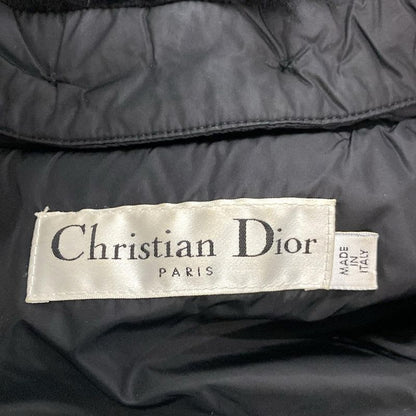 Christian Dior
PARIS
MADE
IN
ITALY